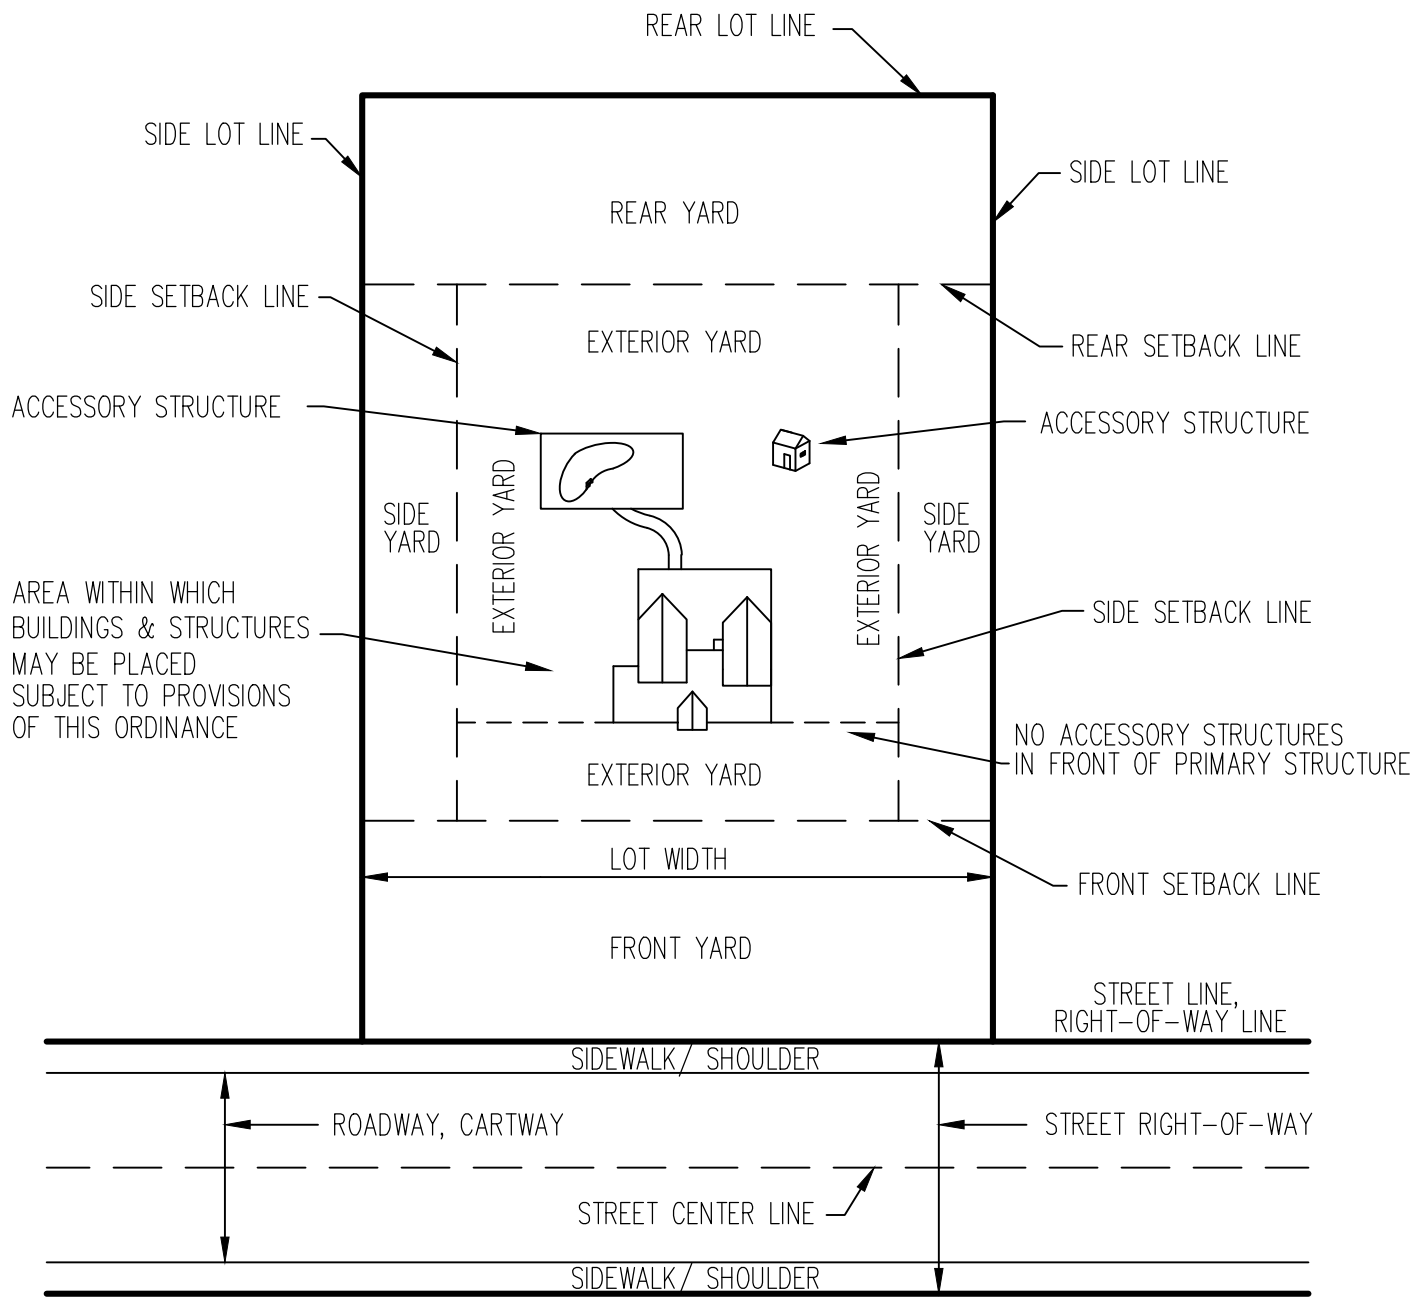 REAR LOT LINE
SIDE LOT LINE
SIDE LOT LINE
REAR YARD
SIDE SETBACK LINE
EXTERIOR YARD
REAR SETBACK LINE
ACCESSORY STRUCTURE
ACCESSORY STRUCTURE
SIDE
YARD
EXTERIOR YARD
EXTERIOR YARD
SIDE
YARD
AREA WITHIN WHICH
BUILDINGS & STRUCTURES
MAY BE PLACED
SUBJECT TO PROVISIONS
OF THIS ORDINANCE
SIDE SETBACK LINE
NO ACCESSORY STRUCTURES
IN FRONT OF PRIMARY STRUCTURE
EXTERIOR YARD
LOT WIDTH
FRONT SETBACK LINE
FRONT YARD
STREET LINE,
RIGHT-OF-WAY LINE
SIDEWALK/ SHOULDER
ROADWAY, CARTWAY
STREET RIGHT-OF-WAY
STREET CENTER LINE
SIDEWALK/ SHOULDER